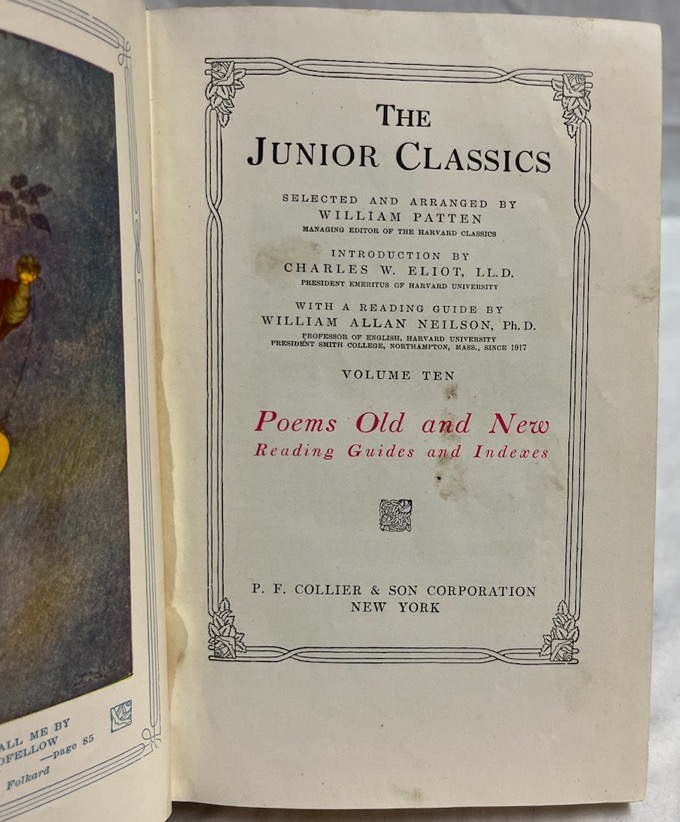 ALL ME BY
OFELLOW
—page 85
Folkard
THE
JUNIOR CLASSICS
SELECTED AND ARRANGED BY
WILLIAM PATTEN
MANAGING EDITOR OF THE HARVARD CLASSICS
INTRODUCTION BY
CHARLES W. ELIOT, LL.D.
PRESIDENT EMERITUS OF HARVARD UNIVERSITY
WITH A READING GUIDE BY
WILLIAM ALLAN NEILSON, Ph.D.
PROFESSOR OF ENGLISH, HARVARD UNIVERSITY
PRESIDENT SMITH COLLEGE, NORTHAMPTON, MASS., SINCE 1917
VOLUME TEN
Poems Old and New
Reading Guides and Indexes
P. F. COLLIER & SON CORPORATION
NEW YORK